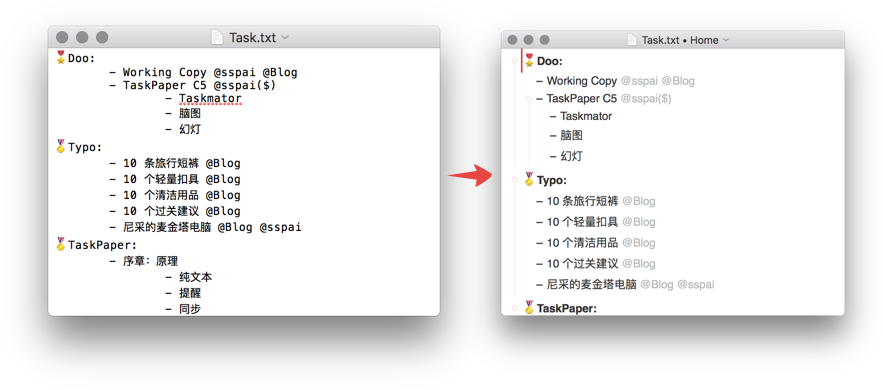 Task.txt
🎖Doo:
- Working Copy @sspai @Blog
- TaskPaper C5 @sspai($)
- Taskmator
- 脑图
- 幻灯
🏅Typo:
- 10 条旅行短裤 @Blog
- 10 个轻量扣具 @Blog
- 10 个清洁用品 @Blog
- 10 个过关建议 @Blog
- 尼采的麦金塔电脑 @Blog @sspai
🏅TaskPaper:
- 序章：原理
- 纯文本
- 提醒
- 同步
Task.txt • Home
🎖Doo:
- Working Copy @sspai @Blog
- TaskPaper C5 @sspai($)
- Taskmator
- 脑图
- 幻灯
🏅Typo:
- 10 条旅行短裤 @Blog
- 10 个轻量扣具 @Blog
- 10 个清洁用品 @Blog
- 10 个过关建议 @Blog
- 尼采的麦金塔电脑 @Blog @sspai
🏅TaskPaper: